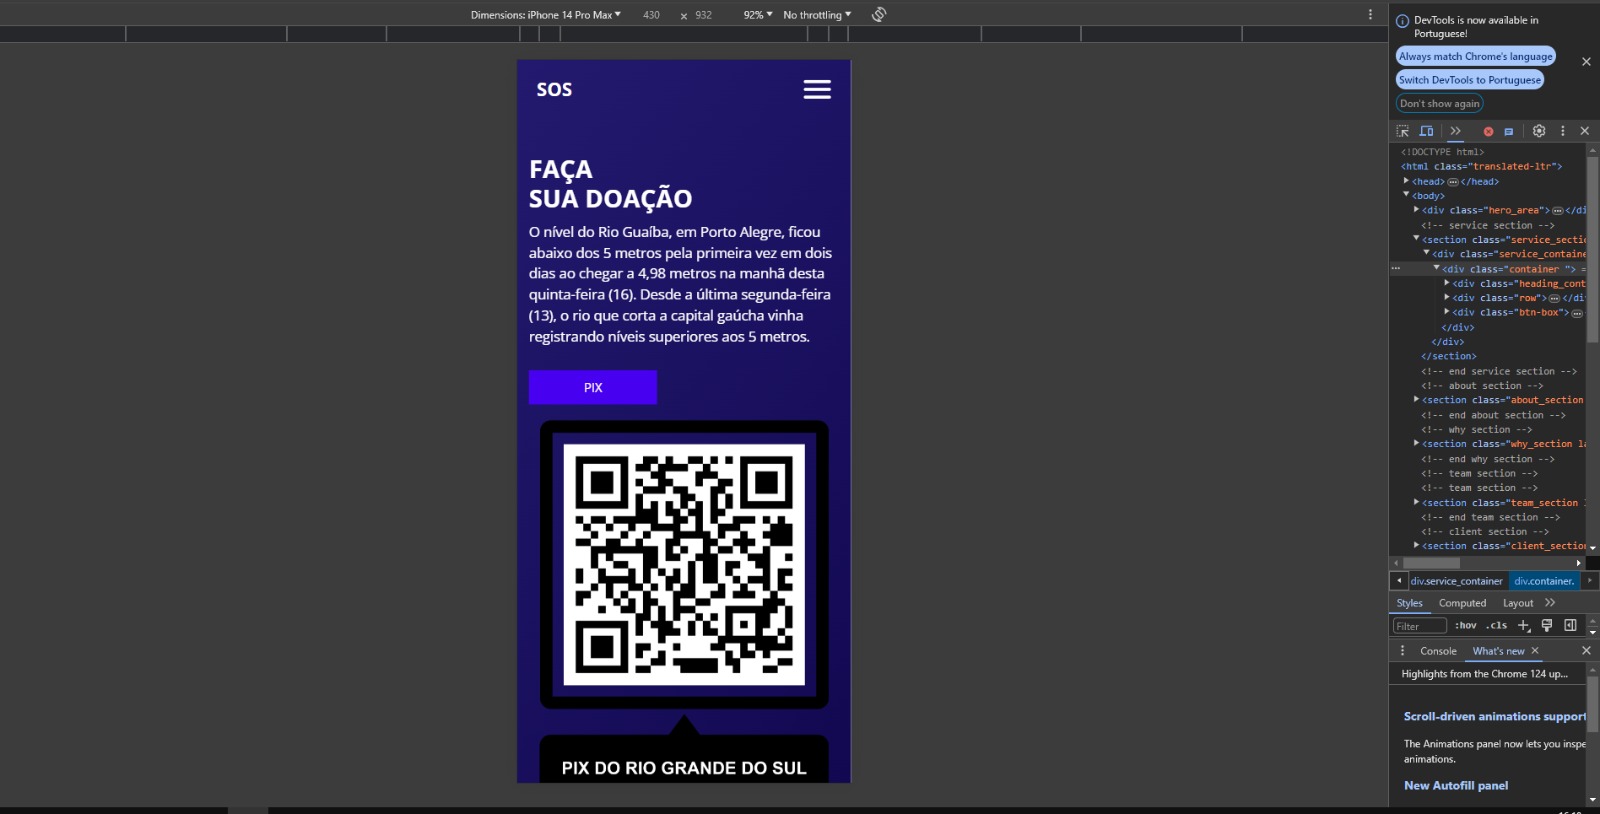 Dimensions: iPhone 14 Pro Max
430 x 932
92%
No throttling
SOS
FAÇA
SUA DOAÇÃO
O nível do Rio Guaíba, em Porto Alegre, ficou
abaixo dos 5 metros pela primeira vez em dois
dias ao chegar a 4,98 metros na manhã desta
quinta-feira (16). Desde a última segunda-feira
(13), o rio que corta a capital gaúcha vinha
registrando níveis superiores aos 5 metros.
PIX
PIX DO RIO GRANDE DO SUL
DevTools is now available in
Portuguese!
Always match Chrome's language
Switch DevTools to Portuguese
Don't show again
<!DOCTYPE html>
<html class="translated-ltr">
<head> </head>
<body>
<div class="hero_area"> </di
<!-- service section -->
<section class="service_sectio
<div class="service_containe
<div class="container "> =
<div class="heading_cont
<div class="row"> </di
<div class="btn-box">
</div>
</div>
</section>
<!-- end service section -->
<!-- about section -->
<section class="about_section
<!-- end about section -->
<!-- why section -->
<section class="why_section la
<!-- end why section -->
<!-- team section -->
<!-- team section -->
<section class="team_section l
<!-- end team section -->
<!-- client section -->
<section class="client_section
div.service_container div.container.
Styles Computed Layout
Filter :hov .cls
Console What's new
Highlights from the Chrome 124 up...
Scroll-driven animations support
The Animations panel now lets you inspe
animations.
New Autofill panel